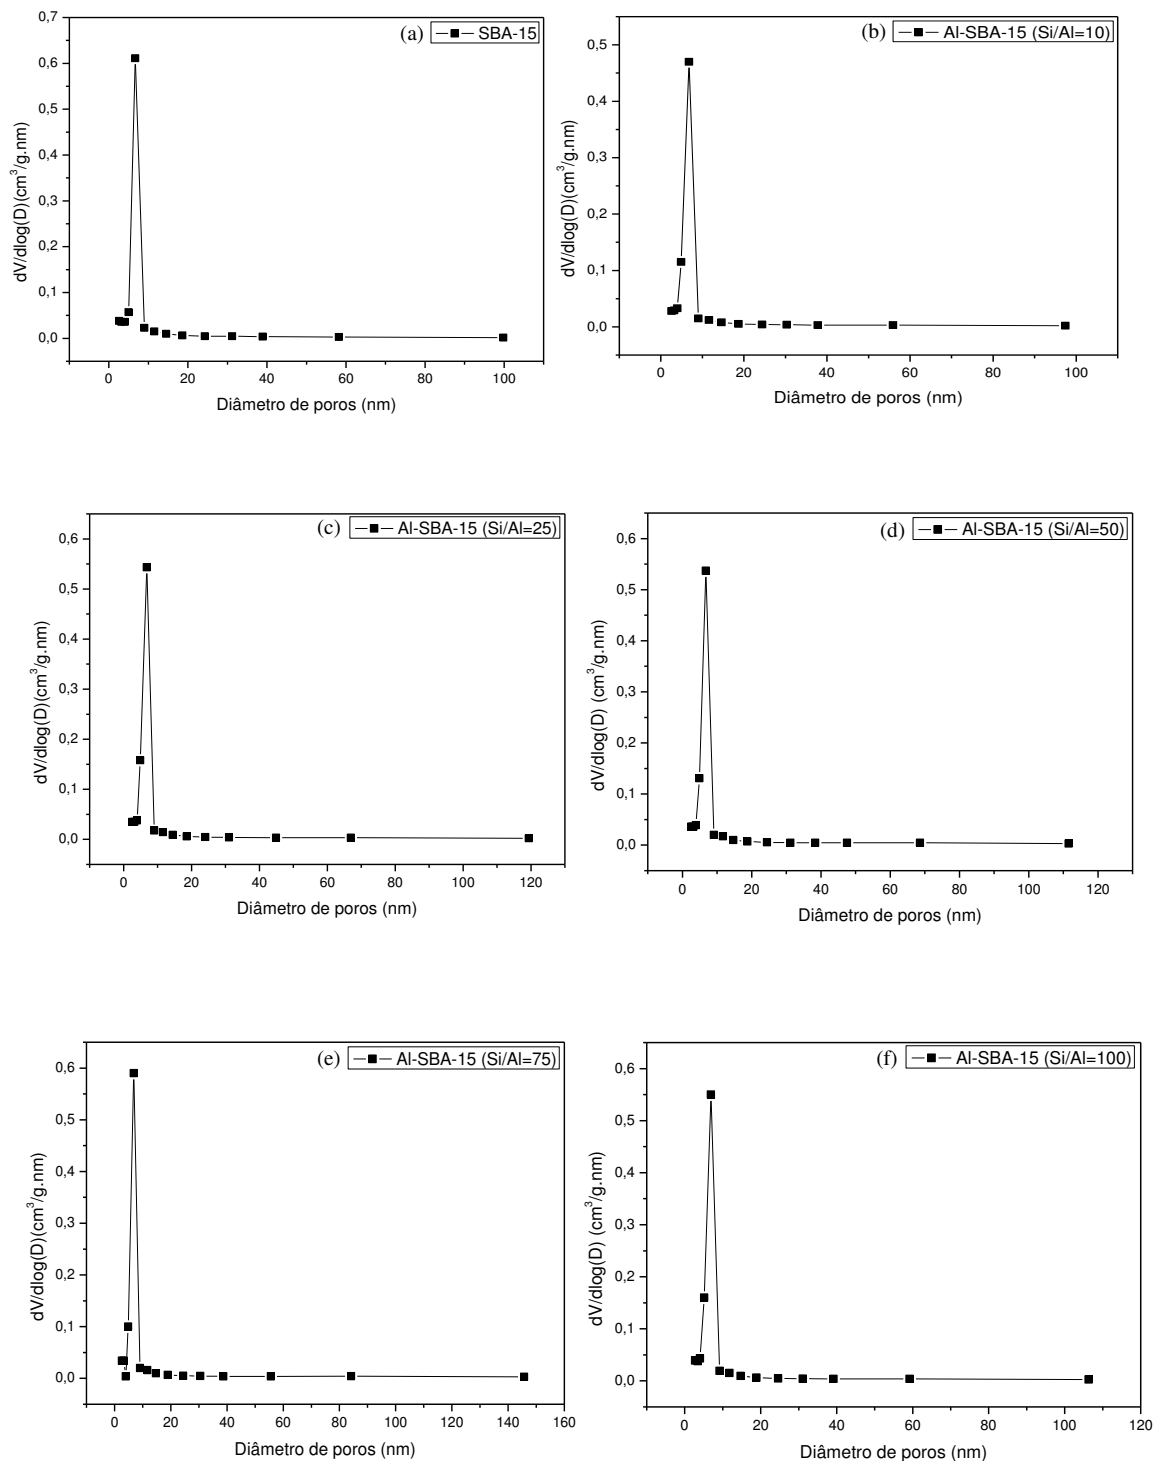 (a) SBA-15
0,7
0,6
0,5
0,4
0,3
0,2
0,1
0,0
dV/dlog(D)(cm³/g.nm)
0 20 40 60 80 100
Diâmetro de poros (nm)
(b) Al-SBA-15 (Si/Al=10)
0,5
0,4
0,3
0,2
0,1
0,0
dV/dlog(D)(cm³/g.nm)
0 20 40 60 80 100
Diâmetro de poros (nm)
(c) Al-SBA-15 (Si/Al=25)
0,6
0,5
0,4
0,3
0,2
0,1
0,0
dV/dlog(D)(cm³/g.nm)
0 20 40 60 80 100 120
Diâmetro de poros (nm)
(d) Al-SBA-15 (Si/Al=50)
0,6
0,5
0,4
0,3
0,2
0,1
0,0
dV/dlog(D) (cm³/g.nm)
0 20 40 60 80 100 120
Diâmetro de poros (nm)
(e) Al-SBA-15 (Si/Al=75)
0,6
0,5
0,4
0,3
0,2
0,1
0,0
dV/dlog(D)(cm³/g.nm)
0 20 40 60 80 100 120 140 160
Diâmetro de poros (nm)
(f) Al-SBA-15 (Si/Al=100)
0,6
0,5
0,4
0,3
0,2
0,1
0,0
dV/dlog(D) (cm³/g.nm)
0 20 40 60 80 100 120
Diâmetro de poros (nm)